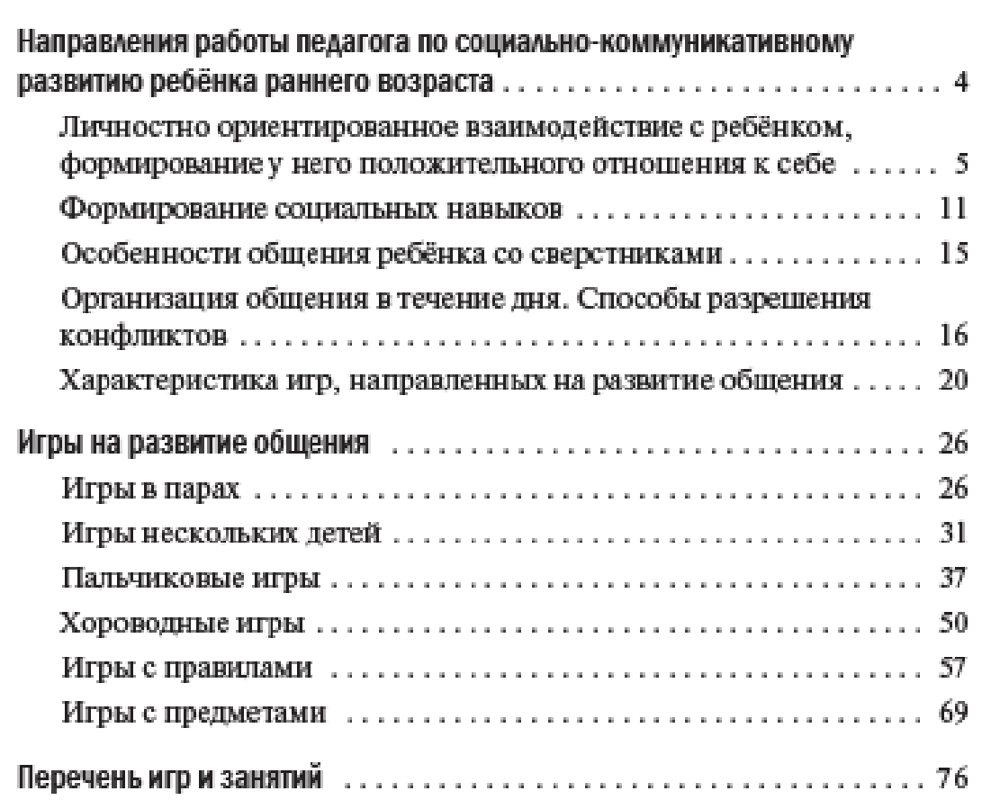 Направления работы педагога по социально-коммуникативному
развитию ребёнка раннего возраста . . . . . . . . . . . . . . . . . . . . . . . . . . . . 4
Личностно ориентированное взаимодействие с ребёнком,
формирование у него положительного отношения к себе . . . . . . 5
Формирование социальных навыков . . . . . . . . . . . . . . . . . . . . . . 11
Особенности общения ребёнка со сверстниками . . . . . . . . . . . . . 15
Организация общения в течение дня. Способы разрешения
конфликтов . . . . . . . . . . . . . . . . . . . . . . . . . . . . . . . . . . . . . . . . . . 16
Характеристика игр, направленных на развитие общения . . . . . 20
Игры на развитие общения . . . . . . . . . . . . . . . . . . . . . . . . . . . . . . . . . . 26
Игры в парах . . . . . . . . . . . . . . . . . . . . . . . . . . . . . . . . . . . . . . . . . 26
Игры нескольких детей . . . . . . . . . . . . . . . . . . . . . . . . . . . . . . . . . 31
Пальчиковые игры . . . . . . . . . . . . . . . . . . . . . . . . . . . . . . . . . . . . 37
Хороводные игры . . . . . . . . . . . . . . . . . . . . . . . . . . . . . . . . . . . . . 50
Игры с правилами . . . . . . . . . . . . . . . . . . . . . . . . . . . . . . . . . . . . 57
Игры с предметами . . . . . . . . . . . . . . . . . . . . . . . . . . . . . . . . . . . 69
Перечень игр и занятий . . . . . . . . . . . . . . . . . . . . . . . . . . . . . . . . . . . . . 76